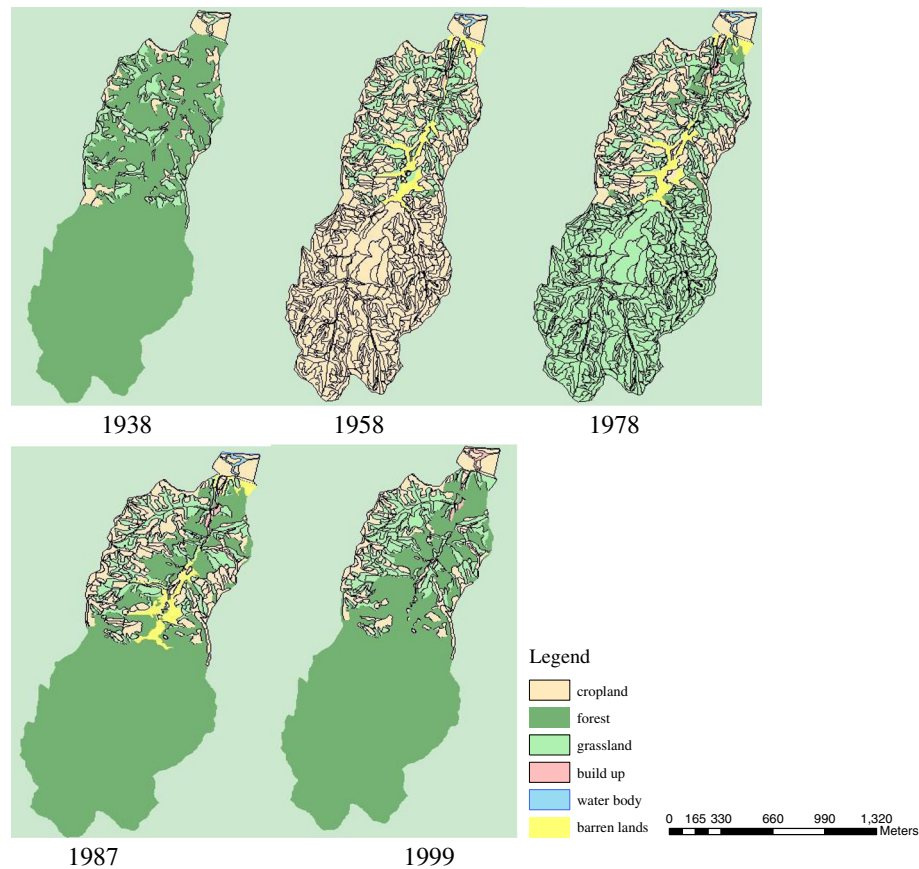 1938 1958 1978
Legend
cropland
forest
grassland
build up
water body
barren lands
0 165 330 660 990 1,320
Meters
1987 1999